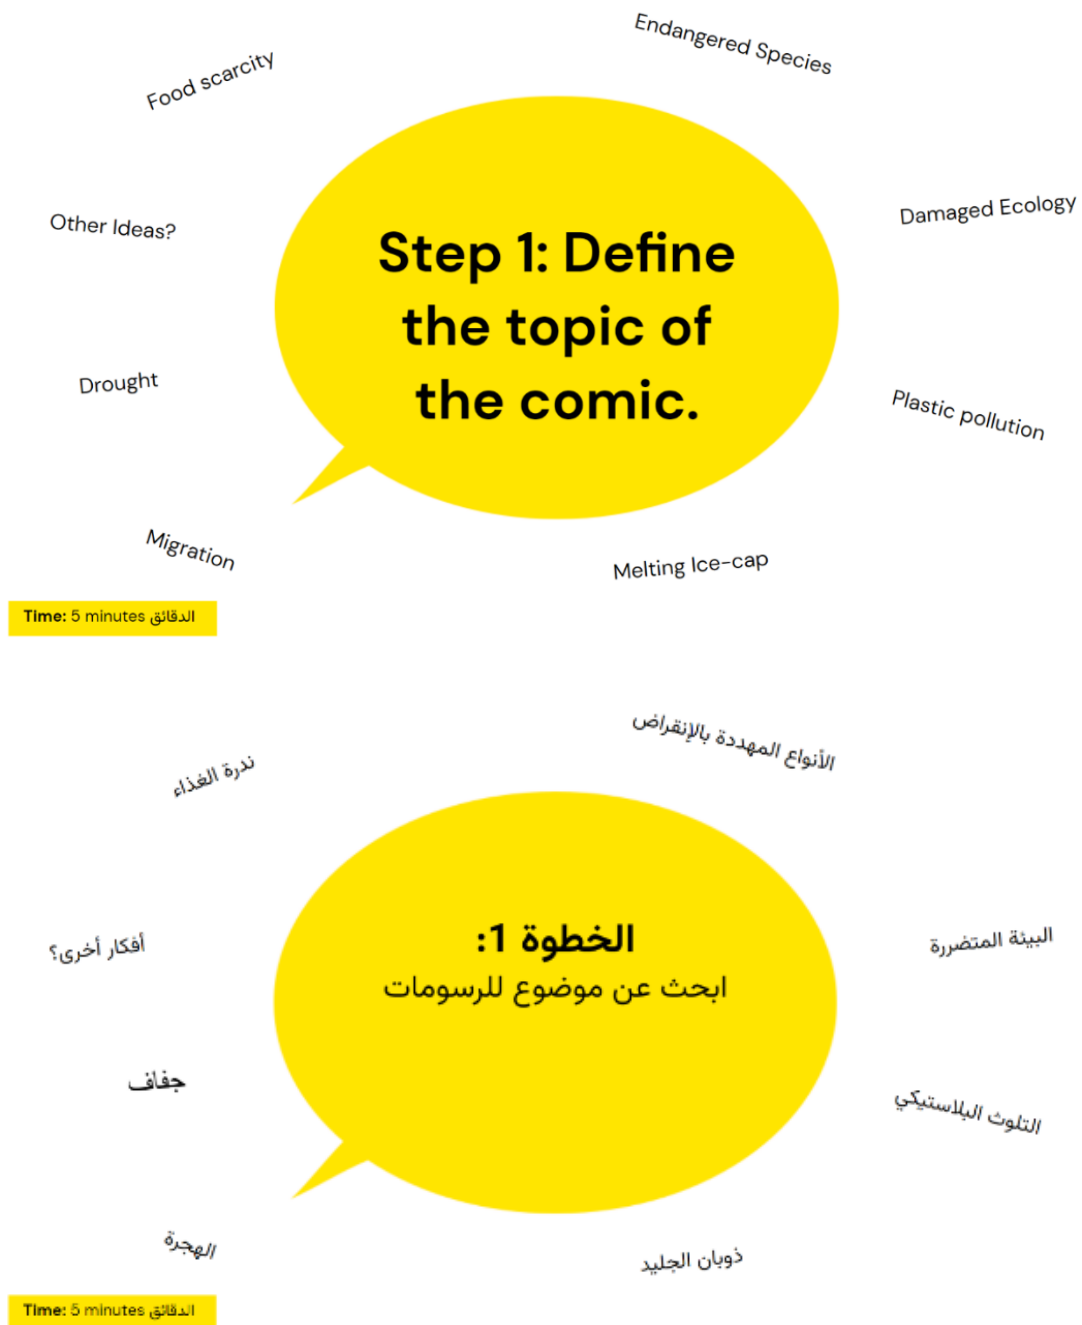 Endangered Species
Food scarcity
Damaged Ecology
Other Ideas?
Step 1: Define
the topic of
the comic.
Drought
Plastic pollution
Migration
Melting Ice-cap
Time: 5 minutes الدقائق
الأنواع المهددة بالإنقراض
ندرة الغذاء
البيئة المتضررة
أفكار أخرى؟
الخطوة 1:
ابحث عن موضوع للرسومات
جفاف
التلوث البلاستيكي
الهجرة
ذوبان الجليد
Time: 5 minutes الدقائق